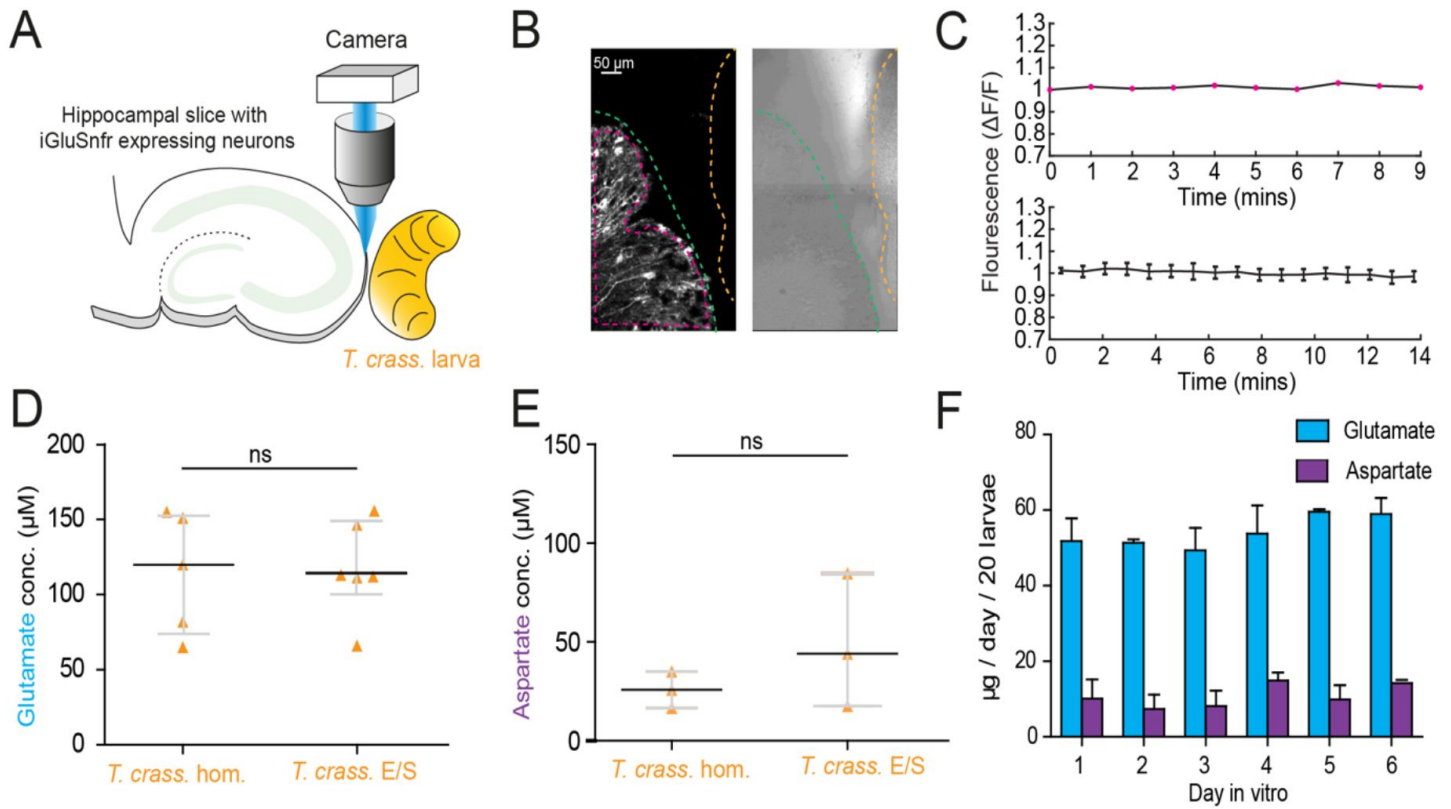 A
Camera
Hippocampal slice with
iGluSnfr expressing neurons
T. crass. larva
B
50 µm
C
Flourescence (ΔF/F)
1.3
1.2
1.1
1
0.9
0.8
0.7
0 1 2 3 4 5 6 7 8 9
Time (mins)
1.3
1.2
1.1
1
0.9
0.8
0.7
0 2 4 6 8 10 12 14
Time (mins)
D
Glutamate conc. (µM)
200
150
100
50
0
ns
T. crass. hom. T. crass. E/S
E
Aspartate conc. (µM)
150
100
50
0
ns
T. crass. hom. T. crass. E/S
F
Glutamate
Aspartate
µg / day / 20 larvae
80
60
40
20
0
1 2 3 4 5 6
Day in vitro